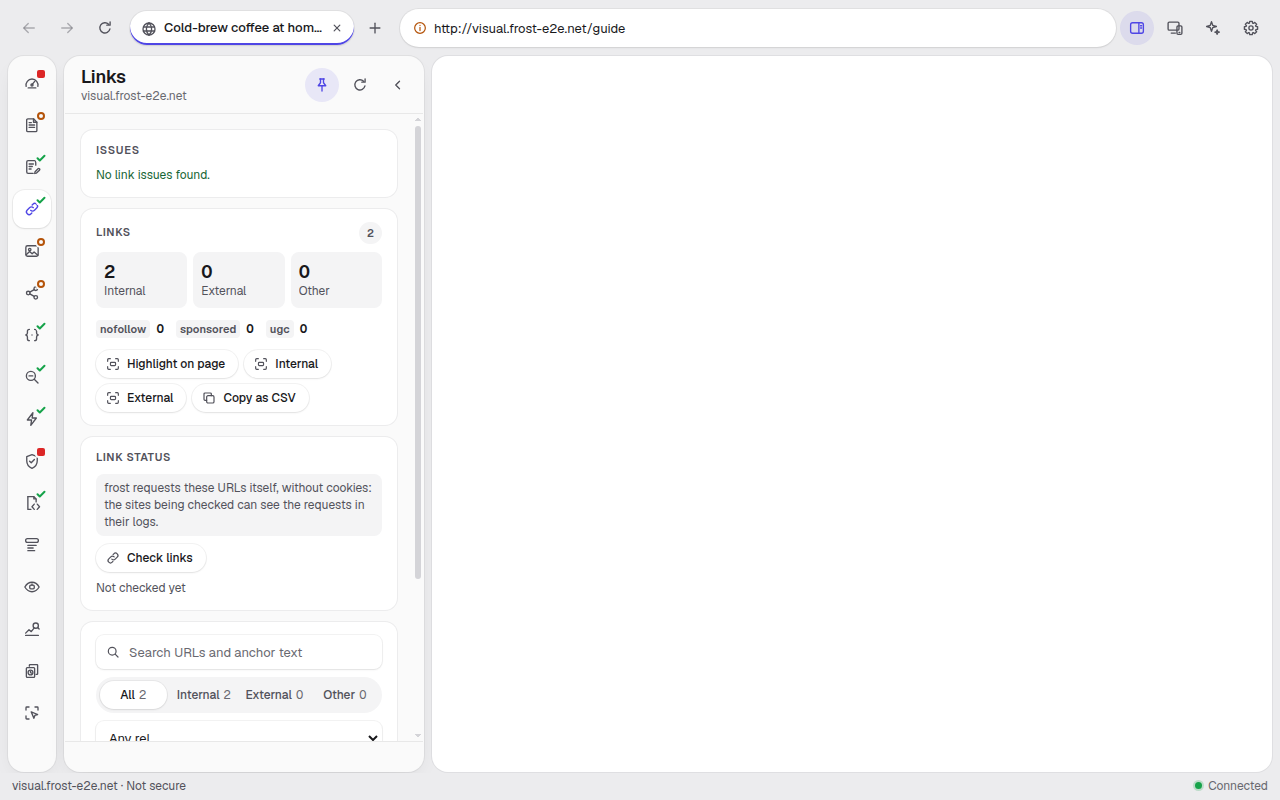 Cold-brew coffee at hom...
http://visual.frost-e2e.net/guide
Links
visual.frost-e2e.net
ISSUES
No link issues found.
LINKS
2
2
Internal
0
External
0
Other
nofollow 0 sponsored 0 ugc 0
Highlight on page
Internal
External
Copy as CSV
LINK STATUS
frost requests these URLs itself, without cookies:
the sites being checked can see the requests in
their logs.
Check links
Not checked yet
Search URLs and anchor text
All 2 Internal 2 External 0 Other 0
Any rel
visual.frost-e2e.net · Not secure
Connected